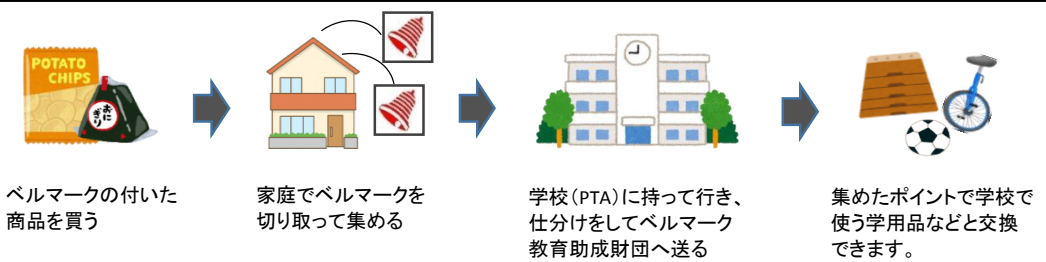 POTATO
CHIPS
おに
ぎり
ベルマークの付いた
商品を買う
家庭でベルマークを
切り取って集める
学校(PTA)に持って行き、
仕分けをしてベルマーク
教育助成財団へ送る
集めたポイントで学校で
使う学用品などと交換
できます。